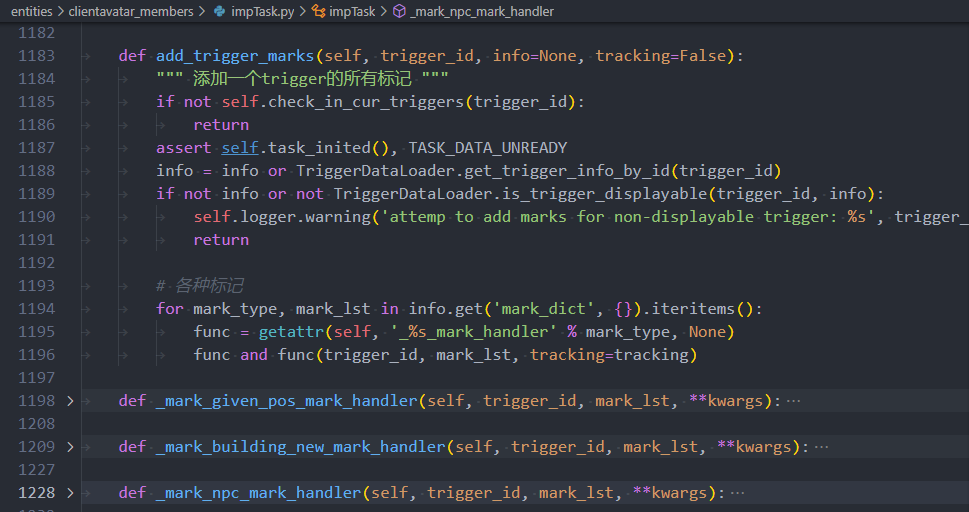 entities > clientavatar_members > impTask.py > impTask > _mark_npc_mark_handler
1182
1183 def add_trigger_marks(self, trigger_id, info=None, tracking=False):
1184 """ 添加一个trigger的所有标记 """
1185 if not self.check_in_cur_triggers(trigger_id):
1186 return
1187 assert self.task_inited(), TASK_DATA_UNREADY
1188 info = info or TriggerDataLoader.get_trigger_info_by_id(trigger_id)
1189 if not info or not TriggerDataLoader.is_trigger_displayable(trigger_id, info):
1190 self.logger.warning('attemp to add marks for non-displayable trigger: %s', trigger_
1191 return
1192
1193 # 各种标记
1194 for mark_type, mark_lst in info.get('mark_dict', {}).iteritems():
1195 func = getattr(self, '_%s_mark_handler' % mark_type, None)
1196 func and func(trigger_id, mark_lst, tracking=tracking)
1197
1198 > def _mark_given_pos_mark_handler(self, trigger_id, mark_lst, **kwargs): ...
1208
1209 > def _mark_building_new_mark_handler(self, trigger_id, mark_lst, **kwargs): ...
1227
1228 > def _mark_npc_mark_handler(self, trigger_id, mark_lst, **kwargs): ...